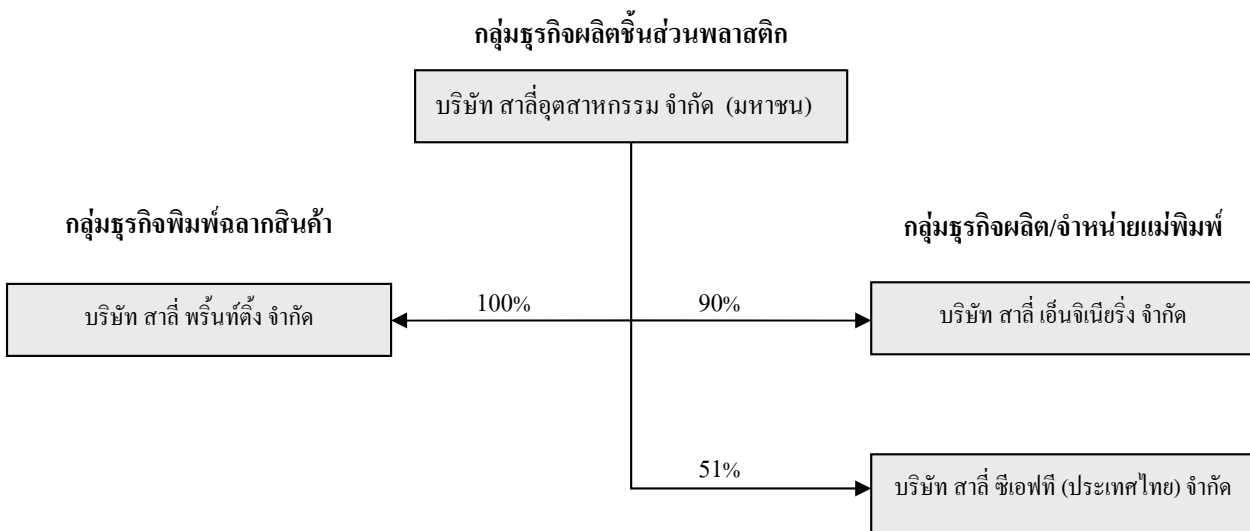 กลุ่มธุรกิจผลิตชิ้นส่วนพลาสติก
บริษัท สาลี่อุตสาหกรรม จำกัด (มหาชน)
กลุ่มธุรกิจพิมพ์ฉลากสินค้า
กลุ่มธุรกิจผลิต/จำหน่ายแม่พิมพ์
บริษัท สาลี่ พริ้นท์ติ้ง จำกัด
100%
90%
บริษัท สาลี่ เอ็นจิเนียริ่ง จำกัด
51%
บริษัท สาลี่ ซีเอฟที (ประเทศไทย) จำกัด